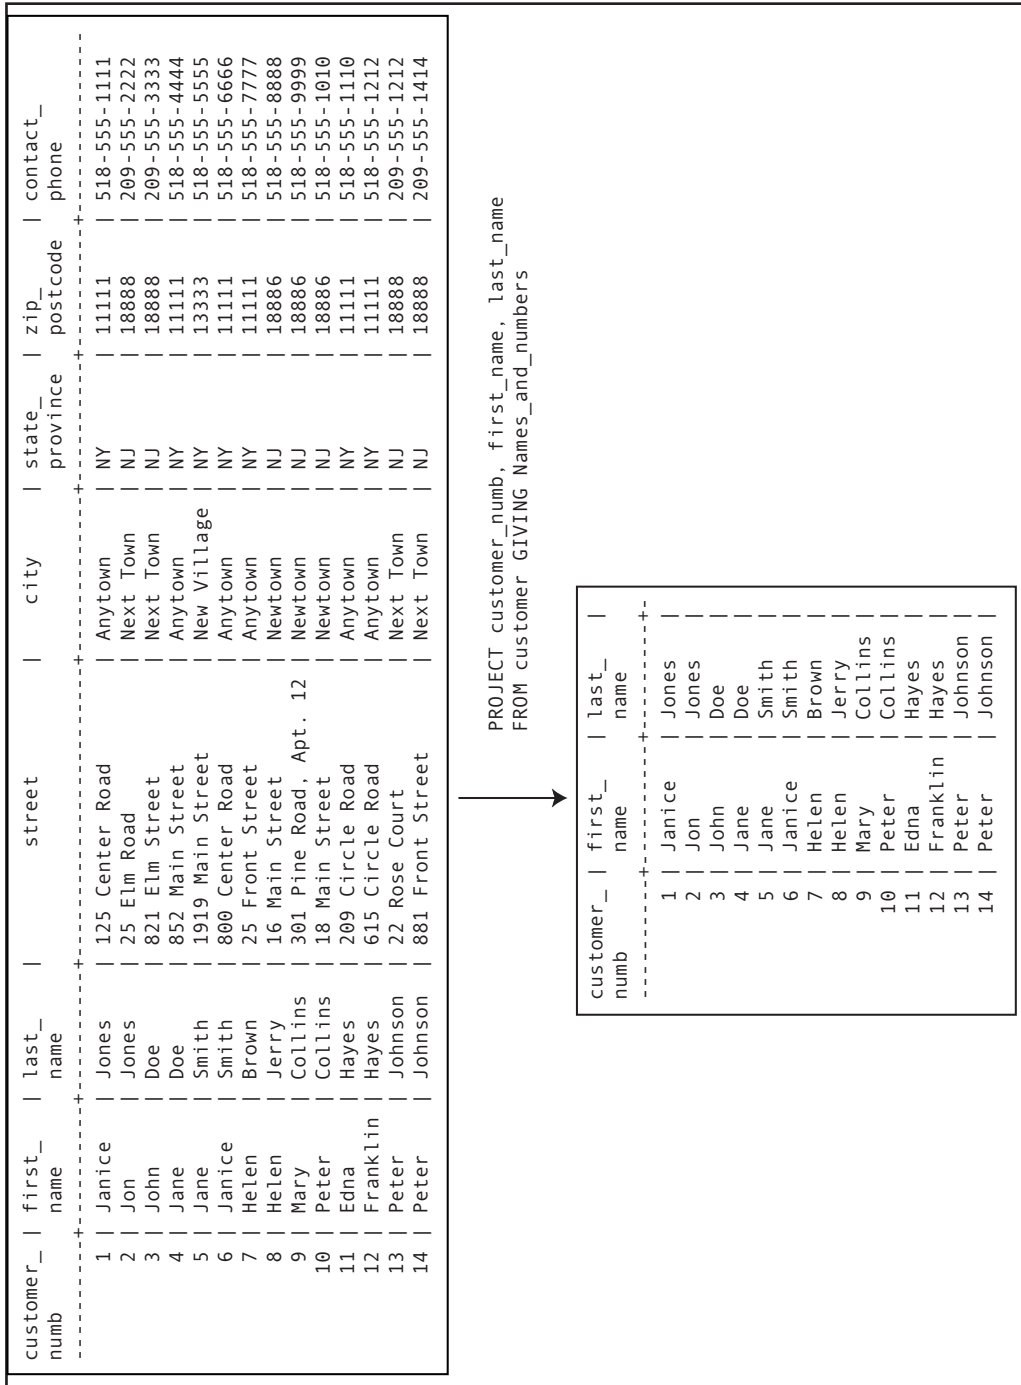 customer_ | first_ | last_ | street | city | state_ | zip_ | contact_
numb | name | name | | | province | postcode | phone
----------+----------+----------+----------------------+-------------+----------+----------+--------------
1 | Janice | Jones | 125 Center Road | Anytown | NY | 11111 | 518-555-1111
2 | Jon | Jones | 25 Elm Road | Next Town | NJ | 18888 | 209-555-2222
3 | John | Doe | 821 Elm Street | Next Town | NJ | 18888 | 209-555-3333
4 | Jane | Doe | 852 Main Street | Anytown | NY | 11111 | 518-555-4444
5 | Jane | Smith | 1919 Main Street | New Village | NY | 13333 | 518-555-5555
6 | Janice | Smith | 800 Center Road | Anytown | NY | 11111 | 518-555-6666
7 | Helen | Brown | 25 Front Street | Anytown | NY | 11111 | 518-555-7777
8 | Helen | Jerry | 16 Main Street | Newtown | NJ | 18886 | 518-555-8888
9 | Mary | Collins | 301 Pine Road, Apt. 12 | Newtown | NJ | 18886 | 518-555-9999
10 | Peter | Collins | 18 Main Street | Newtown | NJ | 18886 | 518-555-1010
11 | Edna | Hayes | 209 Circle Road | Anytown | NY | 11111 | 518-555-1110
12 | Franklin | Hayes | 615 Circle Road | Anytown | NY | 11111 | 518-555-1212
13 | Peter | Johnson | 22 Rose Court | Next Town | NJ | 18888 | 209-555-1212
14 | Peter | Johnson | 881 Front Street | Next Town | NJ | 18888 | 209-555-1414
PROJECT customer_numb, first_name, last_name
FROM customer GIVING Names_and_numbers
customer_ | first_ | last_ |
numb | name | name
----------+----------+---------+
1 | Janice | Jones |
2 | Jon | Jones |
3 | John | Doe |
4 | Jane | Doe |
5 | Jane | Smith |
6 | Janice | Smith |
7 | Helen | Brown |
8 | Helen | Jerry |
9 | Mary | Collins |
10 | Peter | Collins |
11 | Edna | Hayes |
12 | Franklin | Hayes |
13 | Peter | Johnson |
14 | Peter | Johnson |